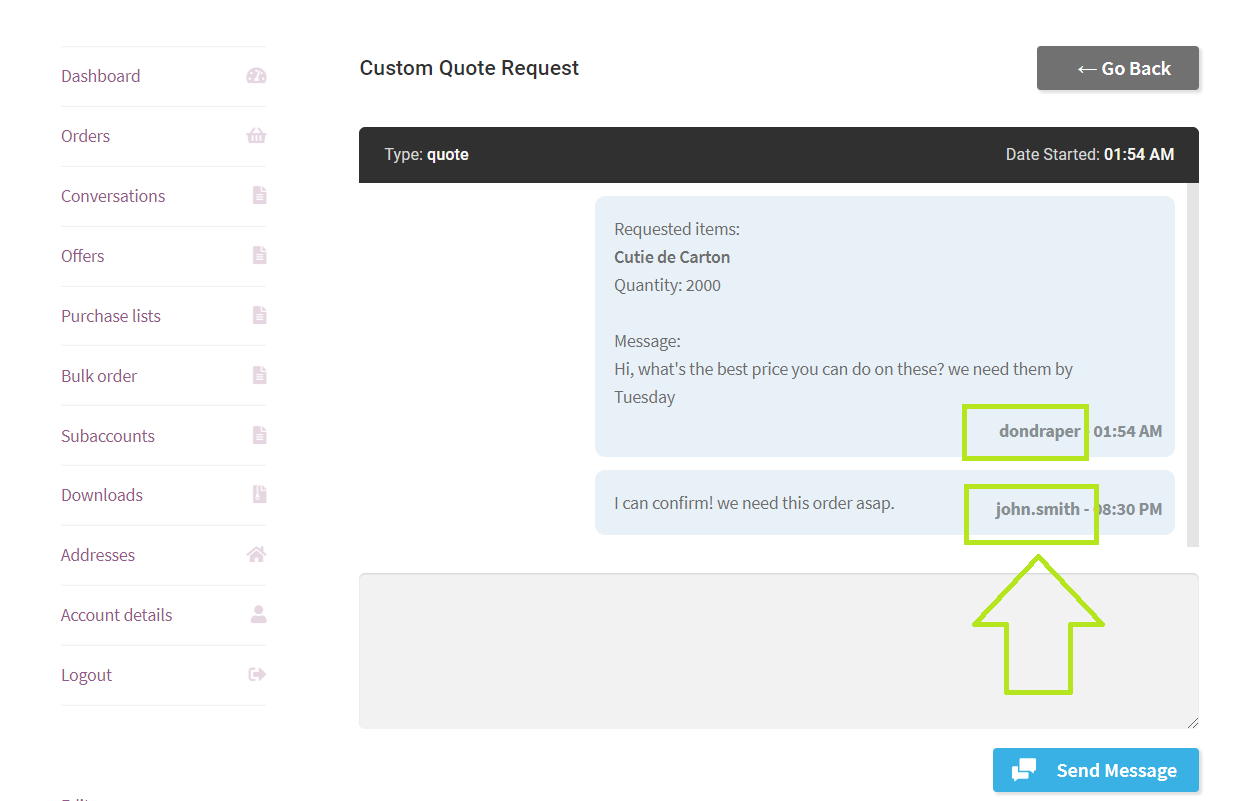 Dashboard
Orders
Conversations
Offers
Purchase lists
Bulk order
Subaccounts
Downloads
Addresses
Account details
Logout
Custom Quote Request
← Go Back
Type: quote
Date Started: 01:54 AM
Requested items:
Cutie de Carton
Quantity: 2000
Message:
Hi, what's the best price you can do on these? we need them by
Tuesday
dondraper 01:54 AM
I can confirm! we need this order asap.
john.smith - 08:30 PM
Send Message